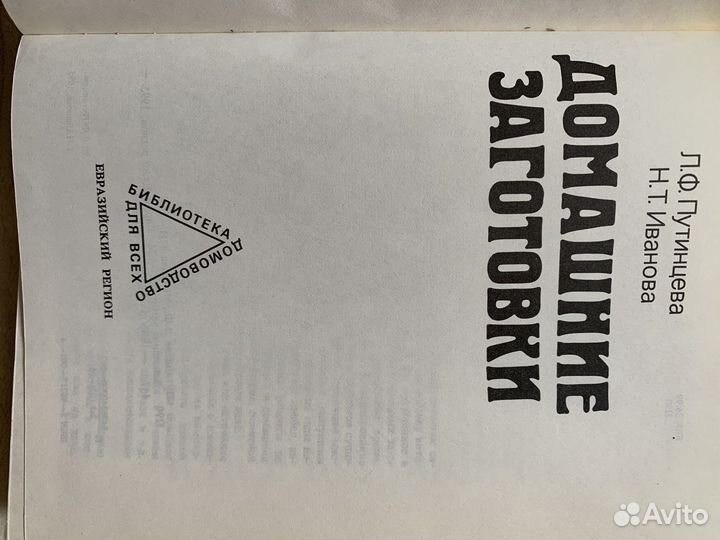 Л.Ф. Путинцева
Н.Т. Иванова
ДОМАШНИЕ
ЗАГОТОВКИ
БИБЛИОТЕКА
ДОМОВОДСТВО
ДЛЯ ВСЕХ
ЕВРАЗИЙСКИЙ РЕГИОН
Avito